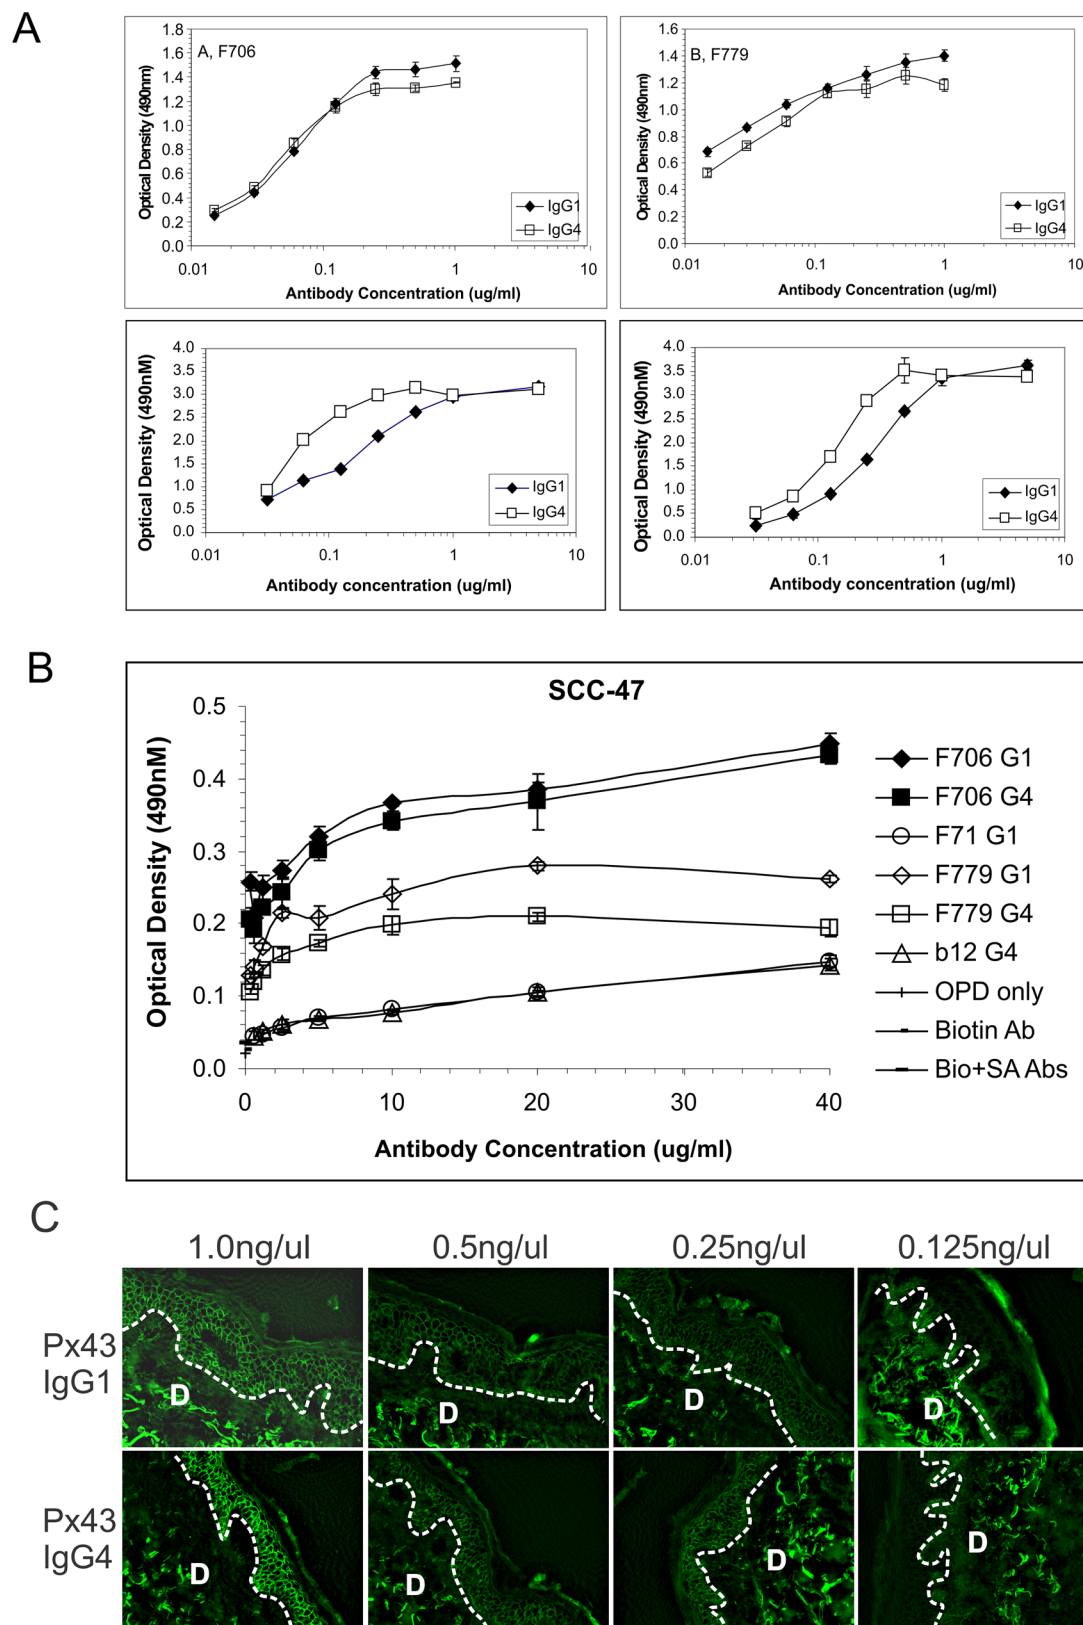 A
A, F706
1.8
1.6
1.4
1.2
1.0
0.8
0.6
0.4
0.2
0.0
Optical Density (490nm)
0.01 0.1 1 10
Antibody Concentration (ug/ml)
IgG1
IgG4
B, F779
1.6
1.4
1.2
1.0
0.8
0.6
0.4
0.2
0.0
Optical Density (490nm)
0.01 0.1 1 10
Antibody Concentration (ug/ml)
IgG1
IgG4
4.0
3.5
3.0
2.5
2.0
1.5
1.0
0.5
0.0
Optical Density (490nM)
0.01 0.1 1 10
Antibody concentration (ug/ml)
IgG1
IgG4
4.0
3.5
3.0
2.5
2.0
1.5
1.0
0.5
0.0
Optical Density (490nM)
0.01 0.1 1 10
Antibody concentration (ug/ml)
IgG1
IgG4
B
SCC-47
0.5
0.4
0.3
0.2
0.1
0.0
Optical Density (490nM)
0 10 20 30 40
Antibody Concentration (ug/ml)
F706 G1
F706 G4
F71 G1
F779 G1
F779 G4
b12 G4
OPD only
Biotin Ab
Bio+SA Abs
C
1.0ng/ul 0.5ng/ul 0.25ng/ul 0.125ng/ul
Px43
IgG1
D D D D
Px43
IgG4
D D D D